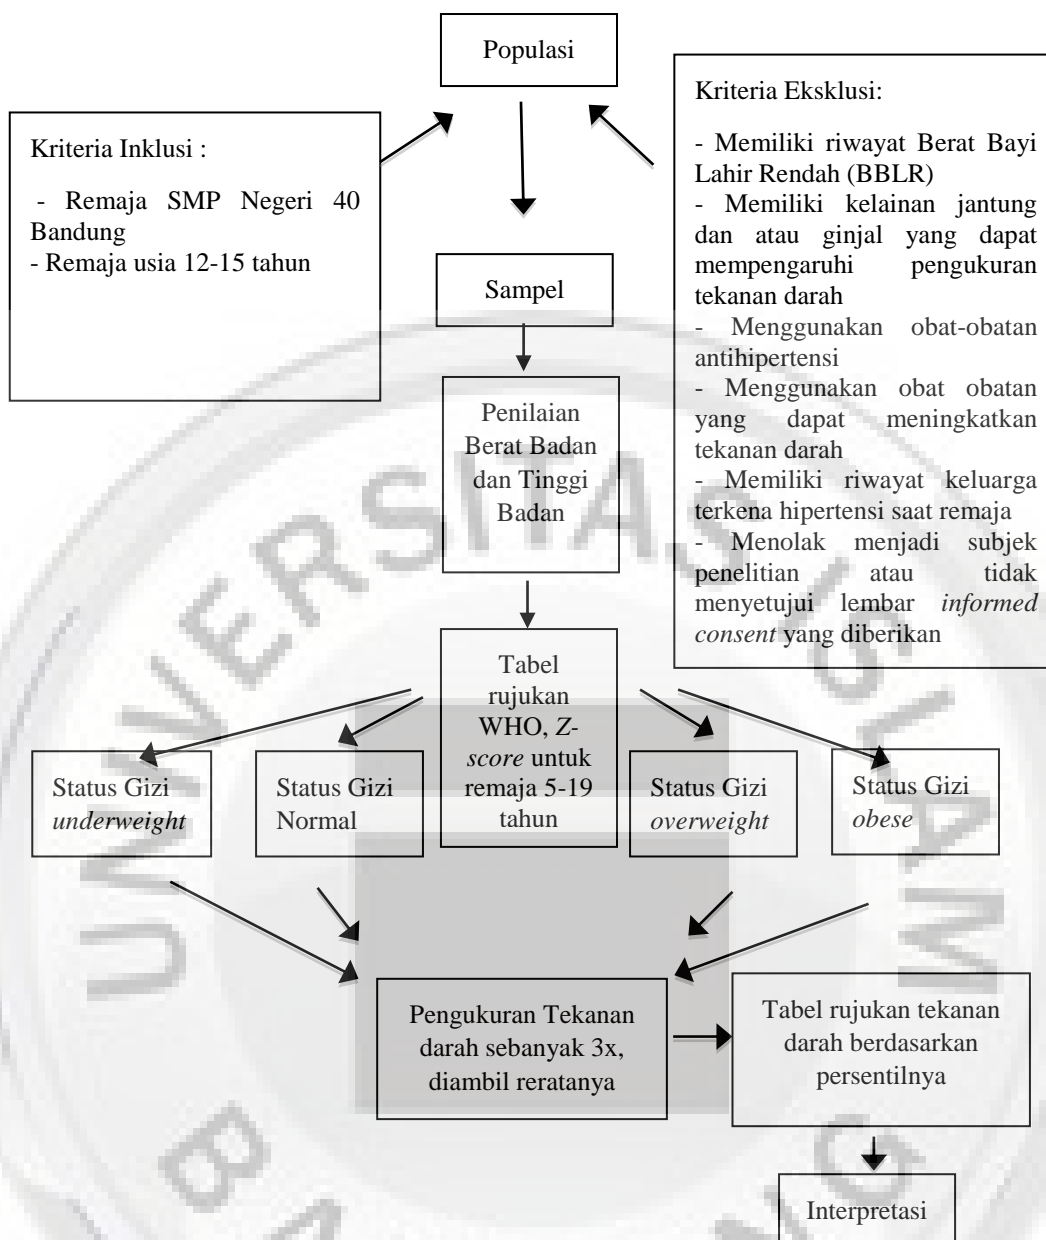 Populasi
Kriteria Inklusi :
- Remaja SMP Negeri 40
Bandung
- Remaja usia 12-15 tahun
Kriteria Eksklusi:
- Memiliki riwayat Berat Bayi
Lahir Rendah (BBLR)
- Memiliki kelainan jantung
dan atau ginjal yang dapat
mempengaruhi pengukuran
tekanan darah
- Menggunakan obat-obatan
antihipertensi
- Menggunakan obat obatan
yang dapat meningkatkan
tekanan darah
- Memiliki riwayat keluarga
terkena hipertensi saat remaja
- Menolak menjadi subjek
penelitian atau tidak
menyetujui lembar informed
consent yang diberikan
Sampel
Penilaian
Berat Badan
dan Tinggi
Badan
Tabel
rujukan
WHO, Z-
score untuk
remaja 5-19
tahun
Status Gizi
underweight
Status Gizi
Normal
Status Gizi
overweight
Status Gizi
obese
Pengukuran Tekanan
darah sebanyak 3x,
diambil reratanya
Tabel rujukan tekanan
darah berdasarkan
persentilnya
Interpretasi
UNIVERSITAS ISLAM